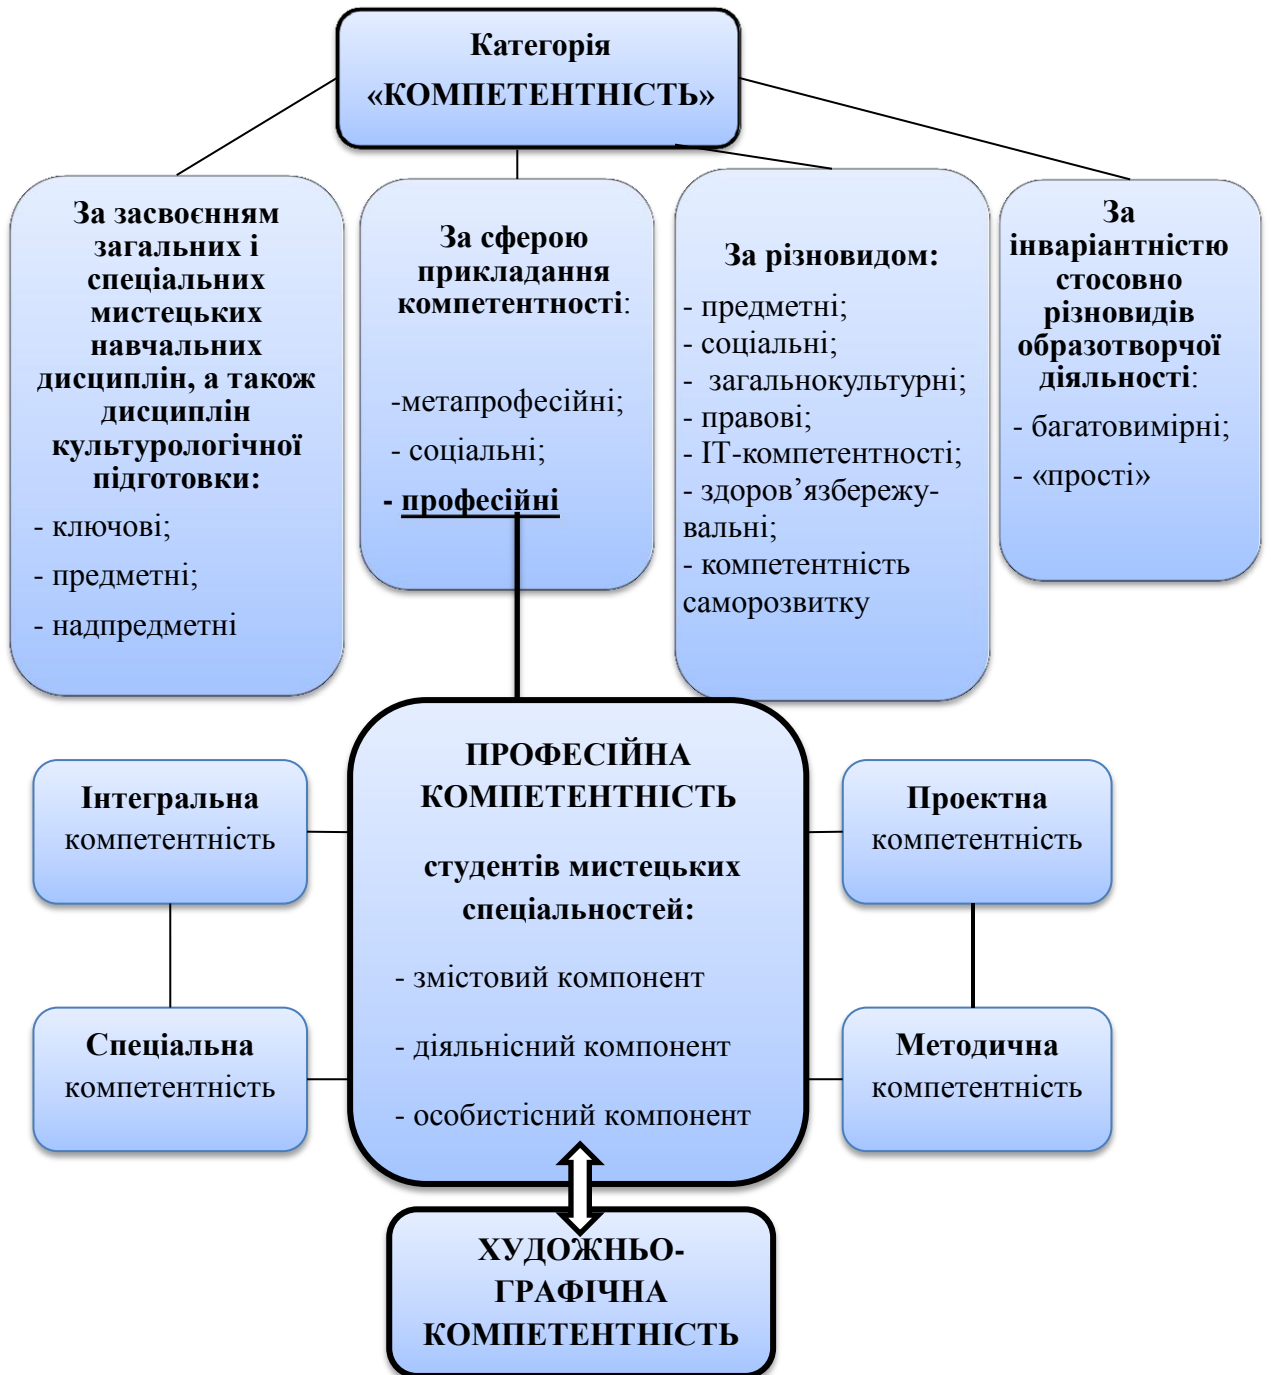 Категорія
«КОМПЕТЕНТНІСТЬ»
За засвоєнням
загальних і
спеціальних
мистецьких
навчальних
дисциплін, а також
дисциплін
культурологічної
підготовки:
- ключові;
- предметні;
- надпредметні
За сферою
прикладання
компетентності:
-метапрофесійні;
- соціальні;
- професійні
За різновидом:
- предметні;
- соціальні;
- загальнокультурні;
- правові;
- ІТ-компетентності;
- здоров’язбережу-
вальні;
- компетентність
саморозвитку
За
інваріантністю
стосовно
різновидів
образотворчої
діяльності:
- багатовимірні;
- «прості»
ПРОФЕСІЙНА
КОМПЕТЕНТНІСТЬ
студентів мистецьких
спеціальностей:
- змістовий компонент
- діяльнісний компонент
- особистісний компонент
Інтегральна
компетентність
Проектна
компетентність
Спеціальна
компетентність
Методична
компетентність
ХУДОЖНЬО-
ГРАФІЧНА
КОМПЕТЕНТНІСТЬ